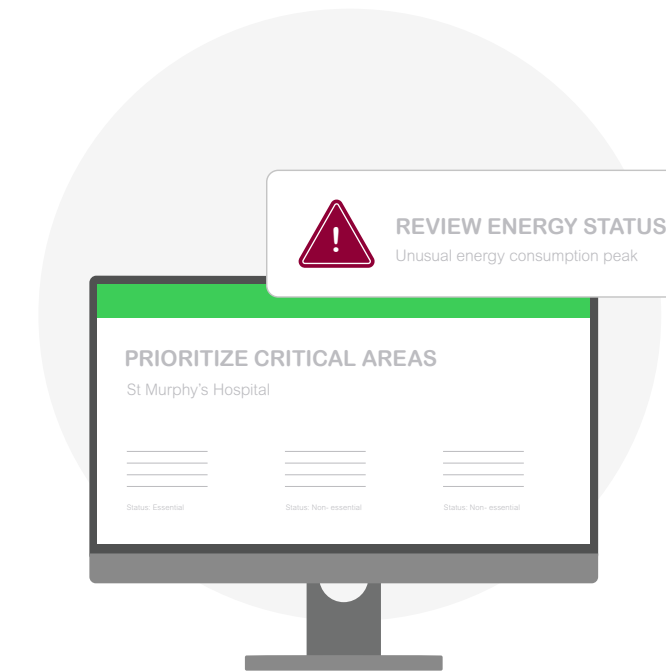 REVIEW ENERGY STATUS
Unusual energy consumption peak
PRIORITIZE CRITICAL AREAS
St Murphy's Hospital
Status: Essential
Status: Non- essential
Status: Non- essential